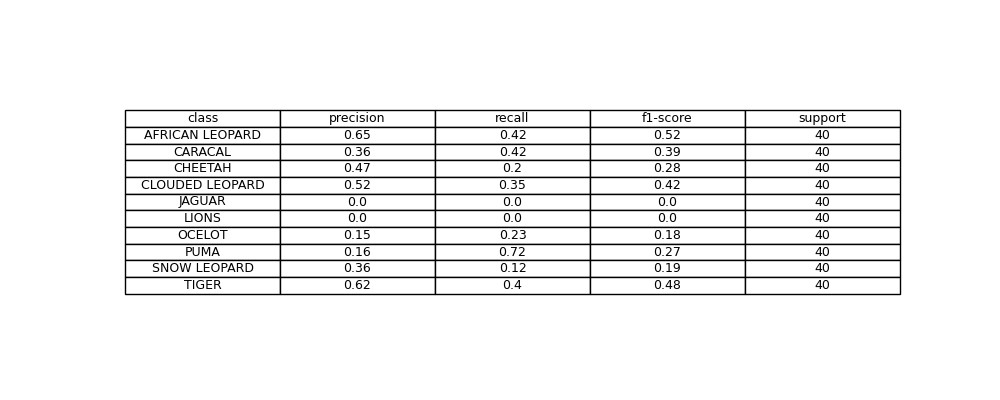 class precision recall f1-score support
AFRICAN LEOPARD 0.65 0.42 0.52 40
CARACAL 0.36 0.42 0.39 40
CHEETAH 0.47 0.2 0.28 40
CLOUDED LEOPARD 0.52 0.35 0.42 40
JAGUAR 0.0 0.0 0.0 40
LIONS 0.0 0.0 0.0 40
OCELOT 0.15 0.23 0.18 40
PUMA 0.16 0.72 0.27 40
SNOW LEOPARD 0.36 0.12 0.19 40
TIGER 0.62 0.4 0.48 40